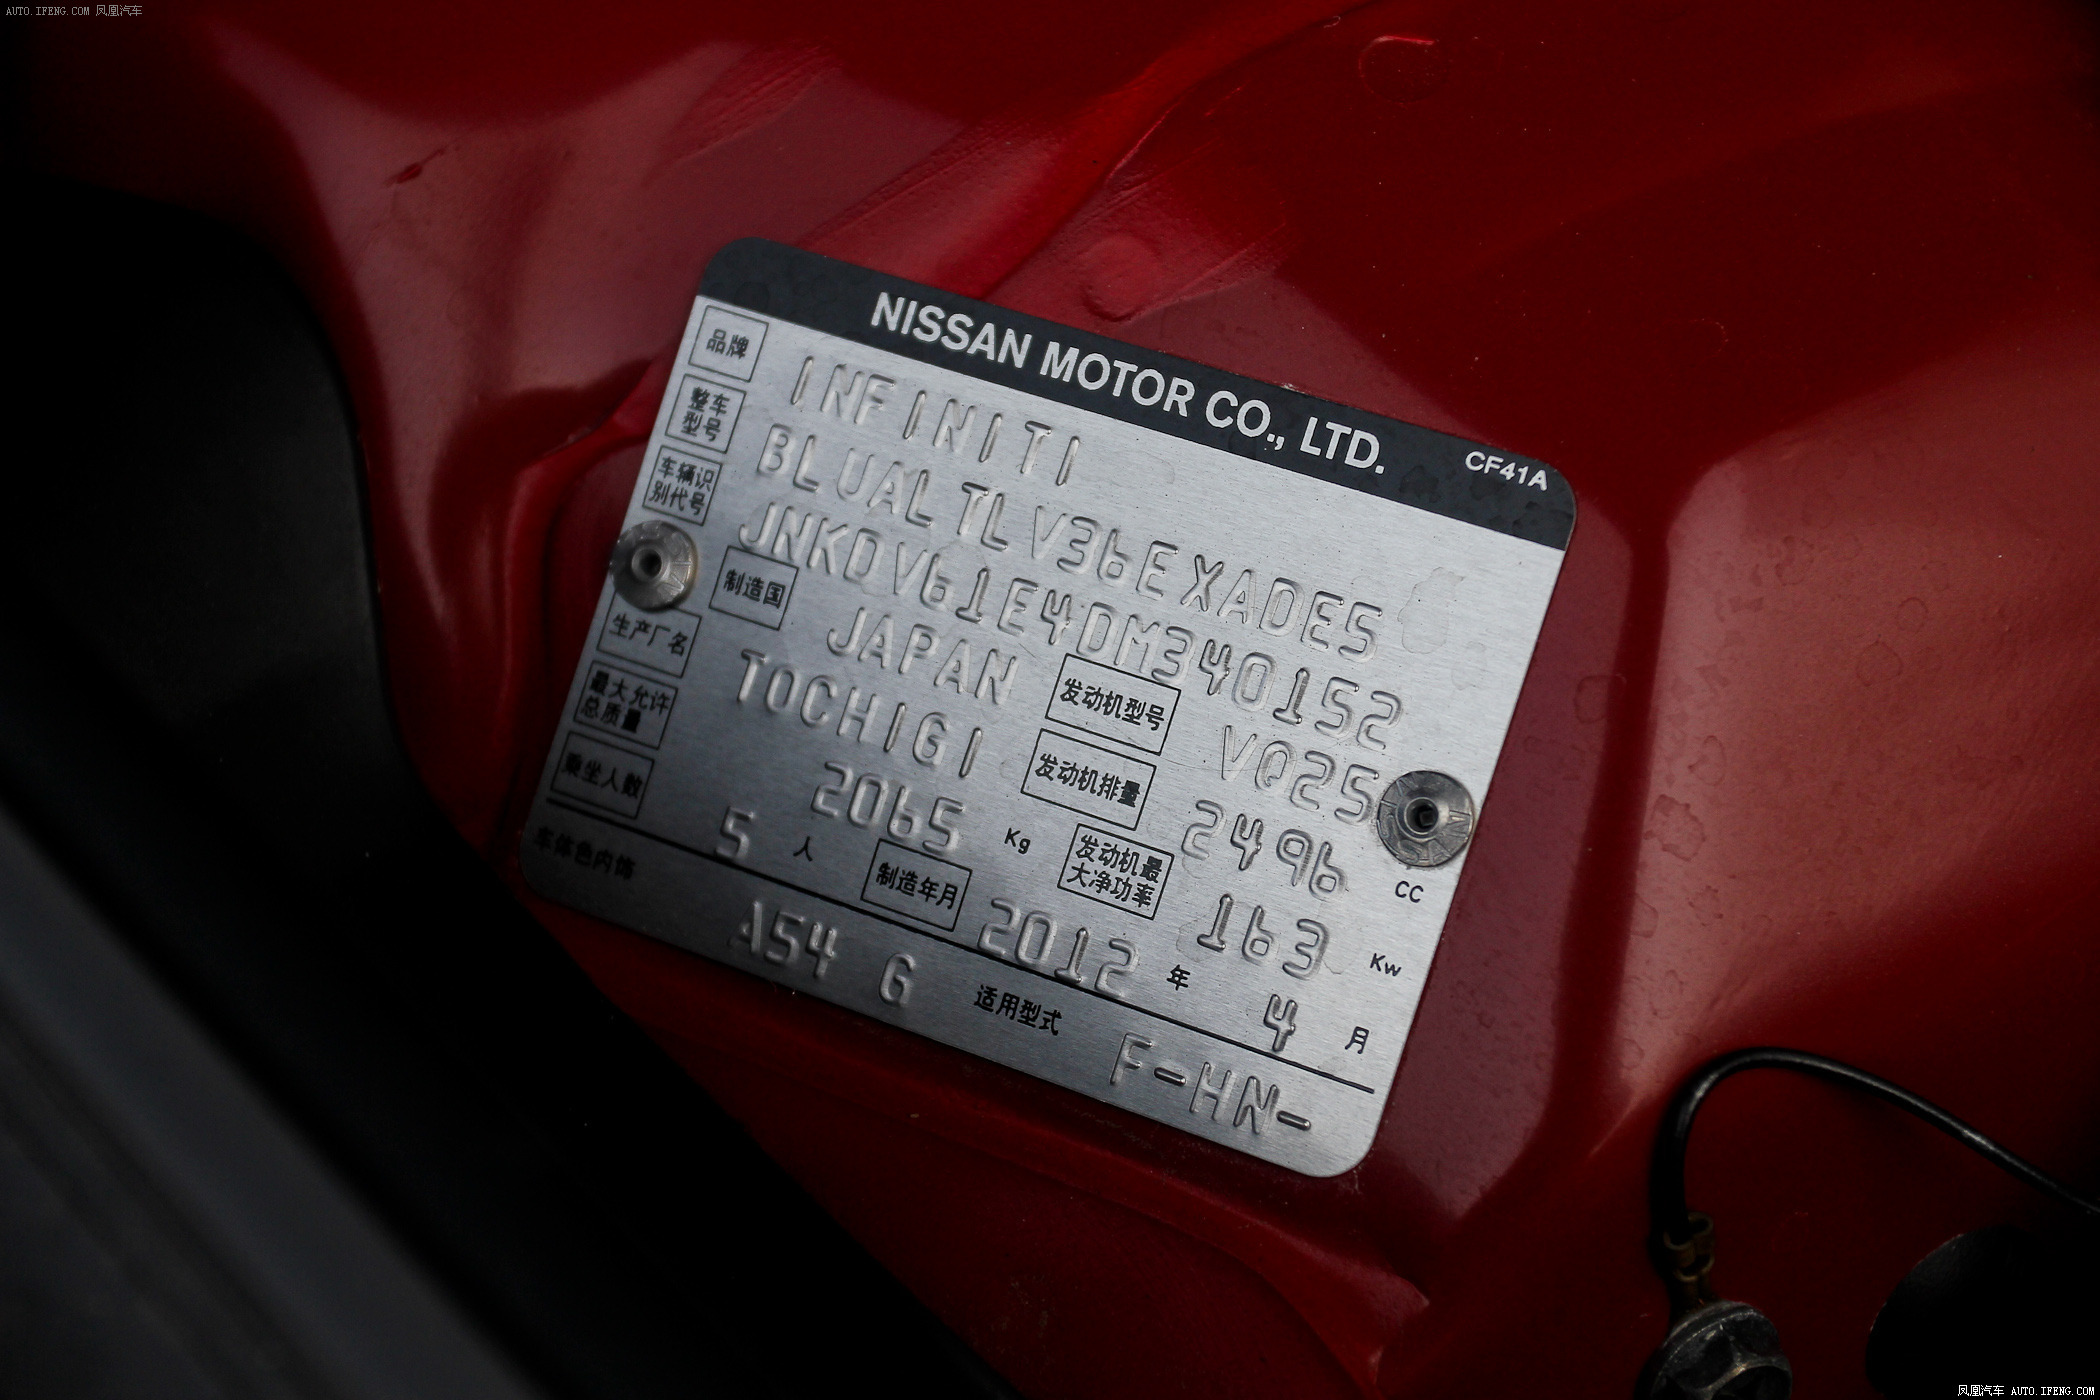 AUTO.IFENG.COM 凤凰汽车
NISSAN MOTOR CO., LTD.
CF41A
品牌 INFINITI
整车型号 BLUALTLV36EXADE5
车辆识别代号 JNKDV61E4DM340152
制造国 JAPAN 发动机型号 VQ25
生产厂名 TOCHIGI 发动机排量 2496 CC
最大允许总质量 2065 Kg 发动机最大净功率 163 Kw
乘坐人数 5 人 制造年月 2012 年 4 月
车体色内饰 A54 G 适用型式 F-HN-
凤凰汽车 AUTO.IFENG.COM